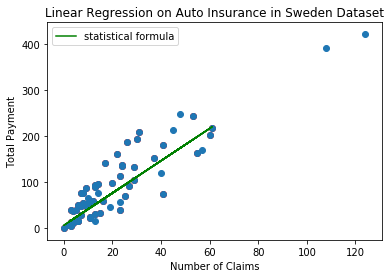 Linear Regression on Auto Insurance in Sweden Dataset
statistical formula
Total Payment
400
300
200
100
0
0 20 40 60 80 100 120
Number of Claims